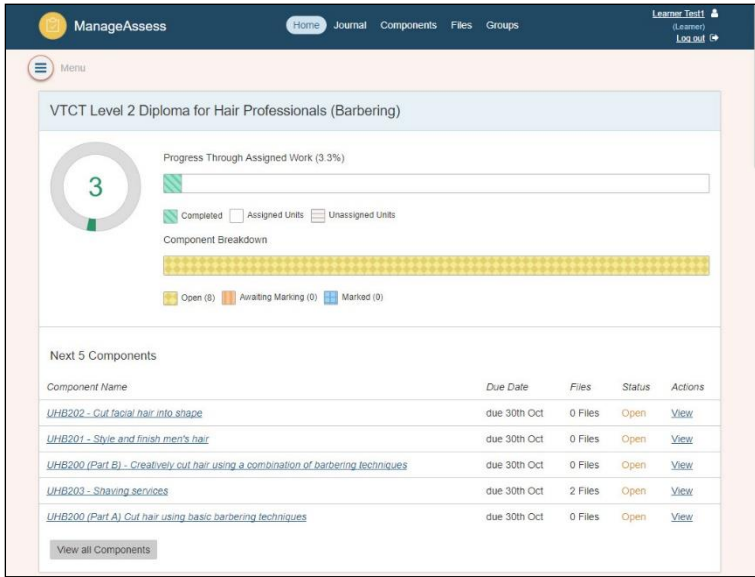 ManageAssess
Home Journal Components Files Groups
Learner Test1
(Learner)
Log out
Menu
VTCT Level 2 Diploma for Hair Professionals (Barbering)
3
Progress Through Assigned Work (3.3%)
Completed Assigned Units Unassigned Units
Component Breakdown
Open (8) Awaiting Marking (0) Marked (0)
Next 5 Components
Component Name Due Date Files Status Actions
UHB202 - Cut facial hair into shape due 30th Oct 0 Files Open View
UHB201 - Style and finish men's hair due 30th Oct 0 Files Open View
UHB200 (Part B) - Creatively cut hair using a combination of barbering techniques due 30th Oct 0 Files Open View
UHB203 - Shaving services due 30th Oct 2 Files Open View
UHB200 (Part A) Cut hair using basic barbering techniques due 30th Oct 0 Files Open View
View all Components